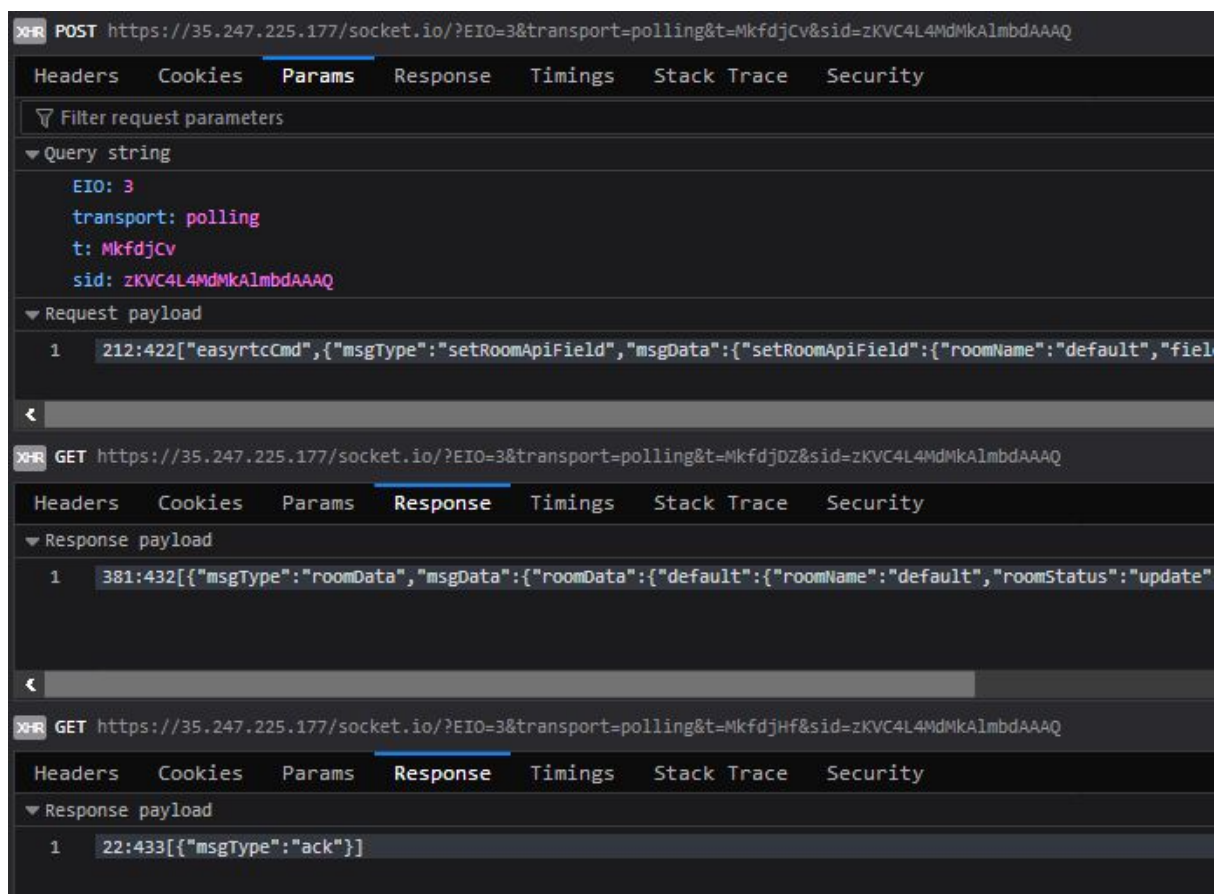 XHR POST https://35.247.225.177/socket.io/?EIO=3&transport=polling&t=MkfdjCv&sid=zKVC4L4MdMkAlmbdAAAQ
Headers Cookies Params Response Timings Stack Trace Security
Filter request parameters
Query string
EIO: 3
transport: polling
t: MkfdjCv
sid: zKVC4L4MdMkAlmbdAAAQ
Request payload
1 212:422["easyrtcCmd",{"msgType":"setRoomApiField","msgData":{"setRoomApiField":{"roomName":"default","fiel
XHR GET https://35.247.225.177/socket.io/?EIO=3&transport=polling&t=MkfdjDZ&sid=zKVC4L4MdMkAlmbdAAAQ
Headers Cookies Params Response Timings Stack Trace Security
Response payload
1 381:432[{"msgType":"roomData","msgData":{"roomData":{"default":{"roomName":"default","roomStatus":"update"
XHR GET https://35.247.225.177/socket.io/?EIO=3&transport=polling&t=MkfdjHf&sid=zKVC4L4MdMkAlmbdAAAQ
Headers Cookies Params Response Timings Stack Trace Security
Response payload
1 22:433[{"msgType":"ack"}]